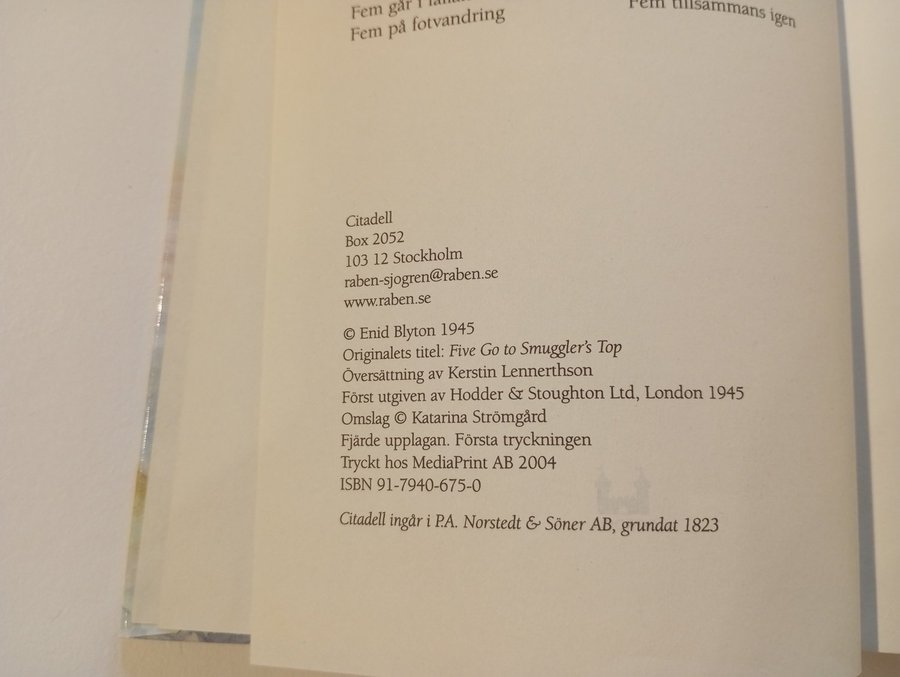 Fem går i
Fem på fotvandring
Fem tillsammans igen
Citadell
Box 2052
103 12 Stockholm
raben-sjogren@raben.se
www.raben.se
© Enid Blyton 1945
Originalets titel: Five Go to Smuggler's Top
Översättning av Kerstin Lennerthson
Först utgiven av Hodder & Stoughton Ltd, London 1945
Omslag © Katarina Strömgård
Fjärde upplagan. Första tryckningen
Tryckt hos MediaPrint AB 2004
ISBN 91-7940-675-0
Citadell ingår i P.A. Norstedt & Söner AB, grundat 1823